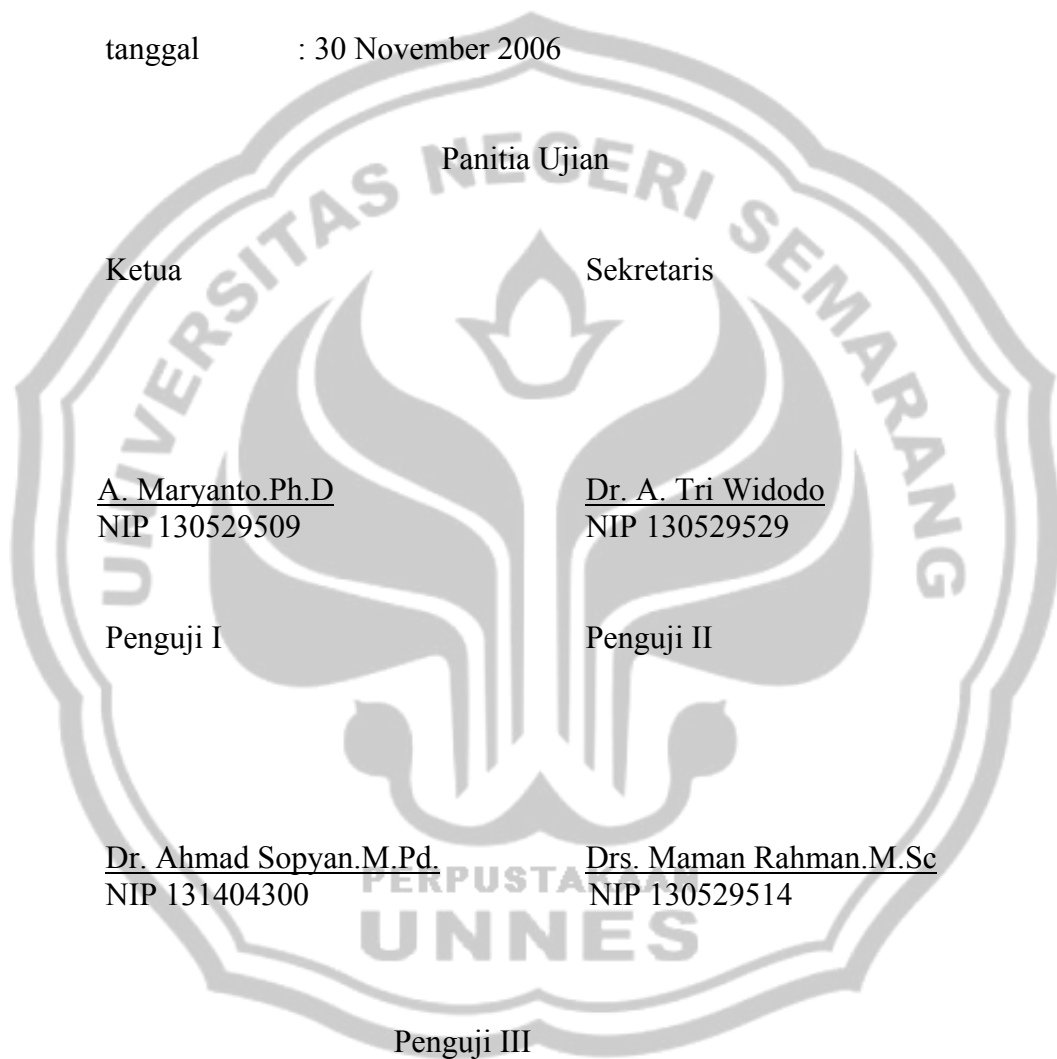 tanggal : 30 November 2006
Panitia Ujian
Ketua Sekretaris
A. Maryanto.Ph.D Dr. A. Tri Widodo
NIP 130529509 NIP 130529529
Penguji I Penguji II
Dr. Ahmad Sopyan.M.Pd. Drs. Maman Rahman.M.Sc
NIP 131404300 NIP 130529514
Penguji III
UNIVERSITAS NEGERI SEMARANG
PERPUSTAKAAN
UNNES